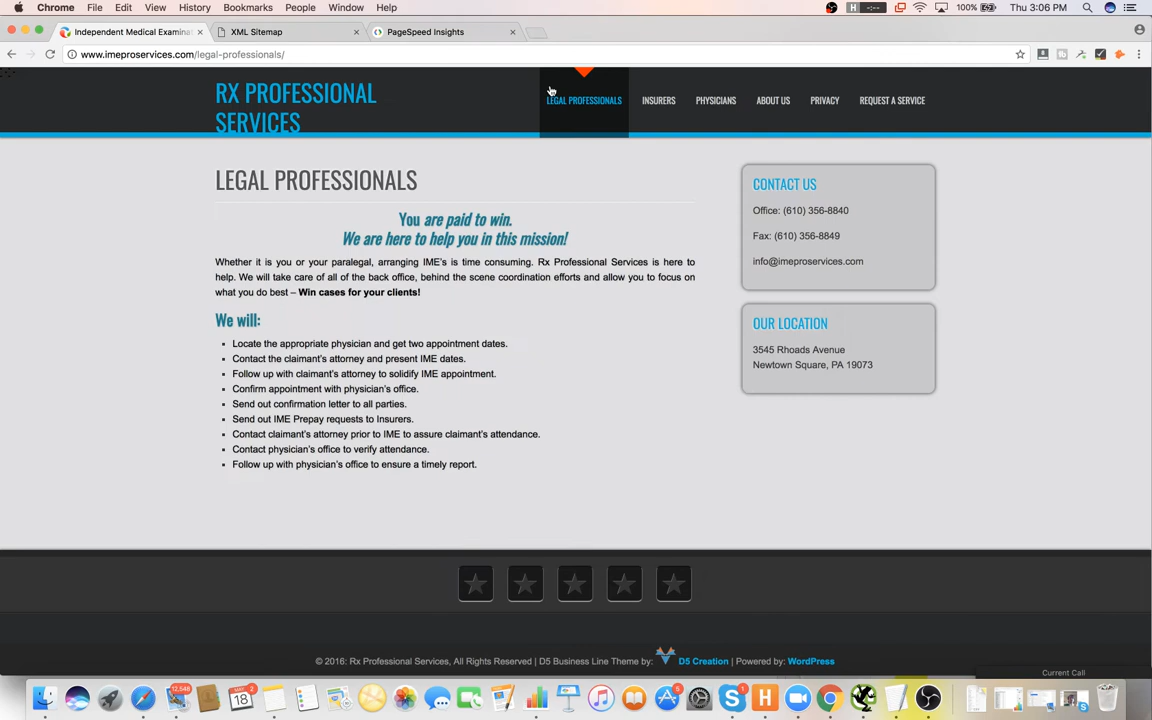 Chrome File Edit View History Bookmarks People Window Help
100% Thu 3:06 PM
Independent Medical Examina
XML Sitemap
PageSpeed Insights
www.imeproservices.com/legal-professionals/
RX PROFESSIONAL
SERVICES
LEGAL PROFESSIONALS INSURERS PHYSICIANS ABOUT US PRIVACY REQUEST A SERVICE
LEGAL PROFESSIONALS
You are paid to win.
We are here to help you in this mission!
Whether it is you or your paralegal, arranging IME's is time consuming. Rx Professional Services is here to
help. We will take care of all of the back office, behind the scene coordination efforts and allow you to focus on
what you do best – Win cases for your clients!
We will:
Locate the appropriate physician and get two appointment dates.
Contact the claimant's attorney and present IME dates.
Follow up with claimant's attorney to solidify IME appointment.
Confirm appointment with physician's office.
Send out confirmation letter to all parties.
Send out IME Prepay requests to Insurers.
Contact claimant's attorney prior to IME to assure claimant's attendance.
Contact physician's office to verify attendance.
Follow up with physician's office to ensure a timely report.
CONTACT US
Office: (610) 356-8840
Fax: (610) 356-8849
info@imeproservices.com
OUR LOCATION
3545 Rhoads Avenue
Newtown Square, PA 19073
© 2016: Rx Professional Services, All Rights Reserved | D5 Business Line Theme by: D5 Creation | Powered by: WordPress
Current Call
12,548
MAY 2
18
5
1
H